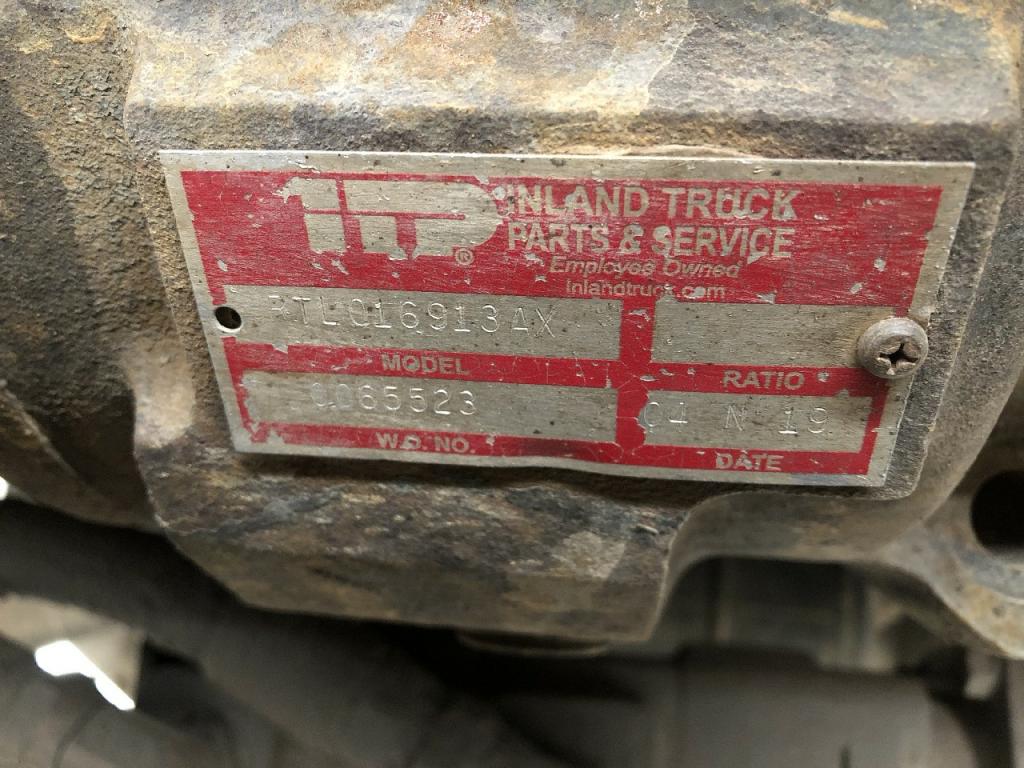 ITP®
INLAND TRUCK
PARTS & SERVICE
Employee Owned
inlandtruck.com
RTLO16913AX
MODEL
RATIO
0065523
04 N 19
W.O. NO.
DATE